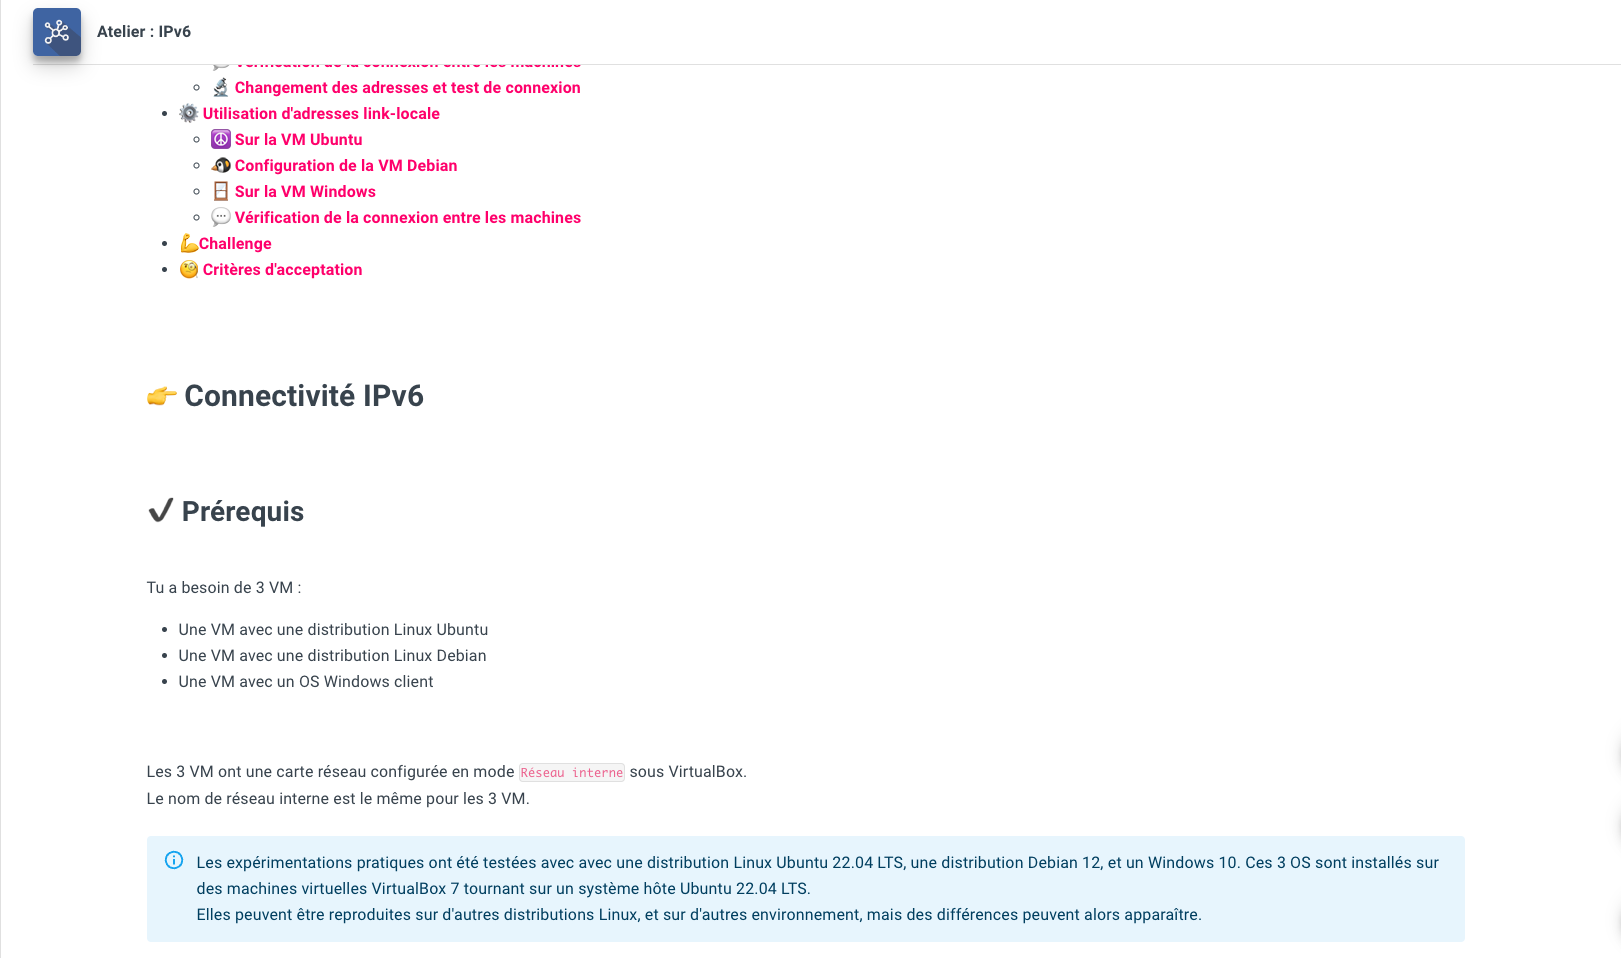 Atelier : IPv6
Vérification de la connexion entre les machines
Changement des adresses et test de connexion
Utilisation d'adresses link-locale
Sur la VM Ubuntu
Configuration de la VM Debian
Sur la VM Windows
Vérification de la connexion entre les machines
Challenge
Critères d'acceptation
Connectivité IPv6
Prérequis
Tu a besoin de 3 VM :
Une VM avec une distribution Linux Ubuntu
Une VM avec une distribution Linux Debian
Une VM avec un OS Windows client
Les 3 VM ont une carte réseau configurée en mode Réseau interne sous VirtualBox.
Le nom de réseau interne est le même pour les 3 VM.
Les expérimentations pratiques ont été testées avec avec une distribution Linux Ubuntu 22.04 LTS, une distribution Debian 12, et un Windows 10. Ces 3 OS sont installés sur
des machines virtuelles VirtualBox 7 tournant sur un système hôte Ubuntu 22.04 LTS.
Elles peuvent être reproduites sur d'autres distributions Linux, et sur d'autres environnement, mais des différences peuvent alors apparaître.